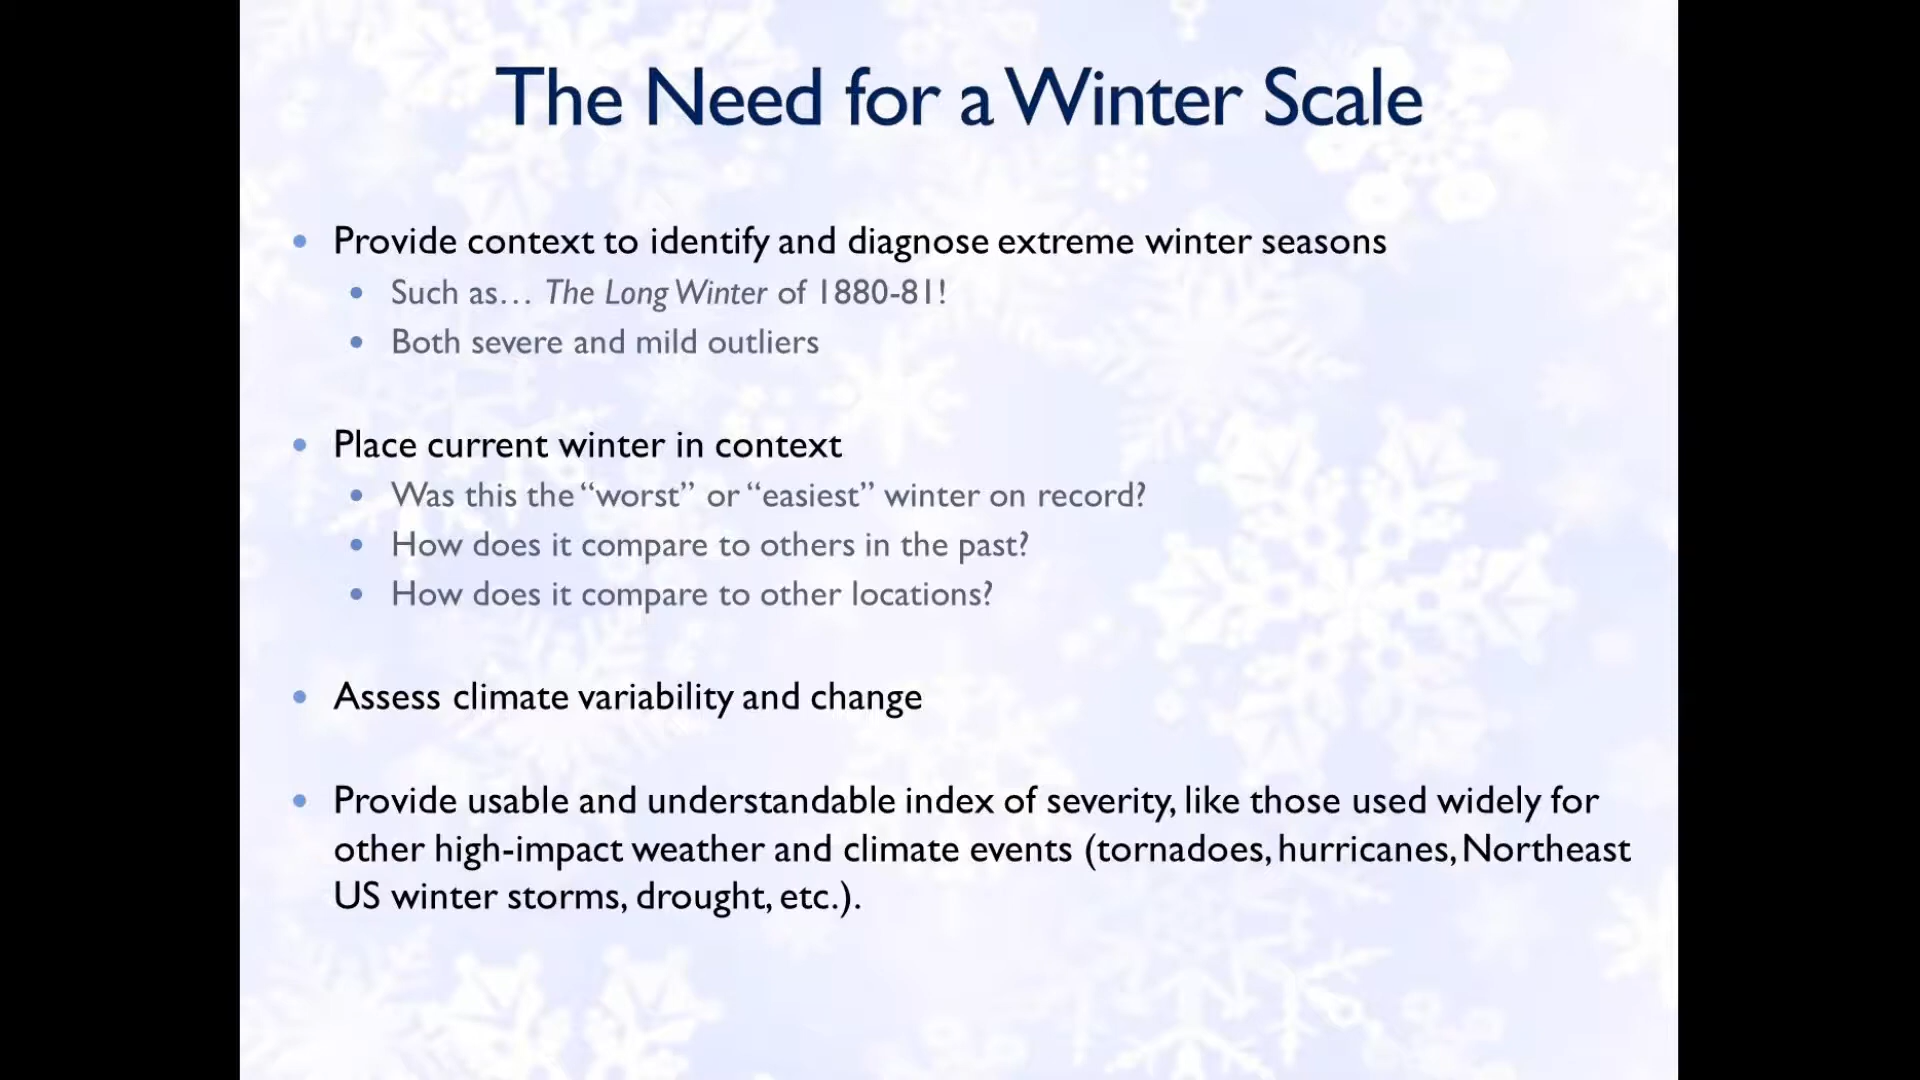 The Need for a Winter Scale
• Provide context to identify and diagnose extreme winter seasons
• Such as… The Long Winter of 1880-81!
• Both severe and mild outliers
• Place current winter in context
• Was this the “worst” or “easiest” winter on record?
• How does it compare to others in the past?
• How does it compare to other locations?
• Assess climate variability and change
• Provide usable and understandable index of severity, like those used widely for
other high-impact weather and climate events (tornadoes, hurricanes, Northeast
US winter storms, drought, etc.).